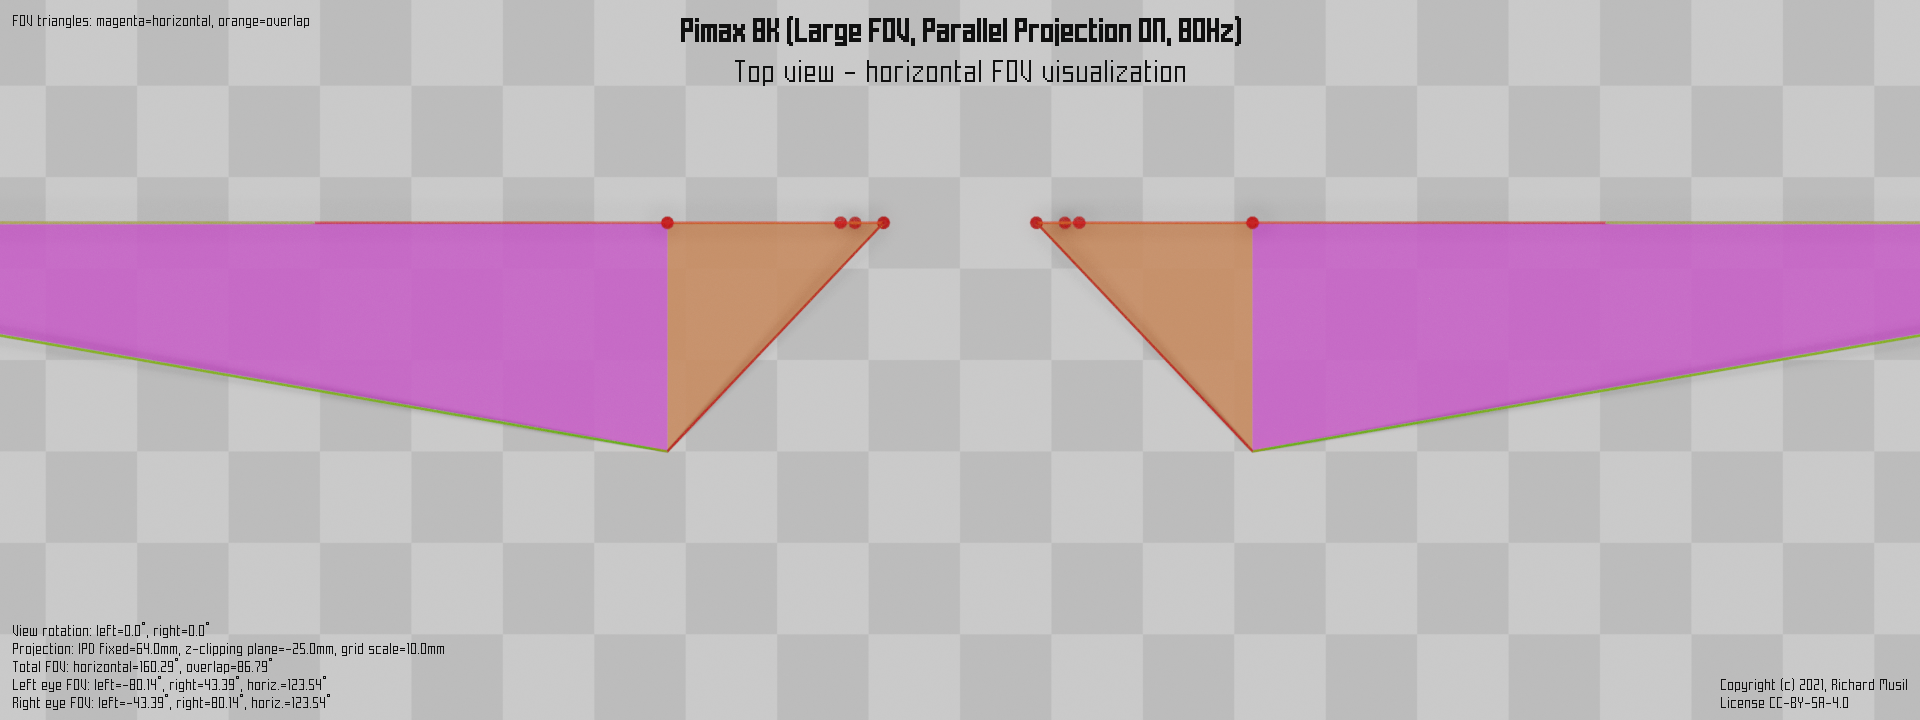 FOV triangles: magenta=horizontal, orange=overlap
Pimax 8K (Large FOV, Parallel Projection ON, 80Hz)
Top view - horizontal FOV visualization
View rotation: left=0.0°, right=0.0°
Projection: IPD fixed=64.0mm, z-clipping plane=-25.0mm, grid scale=10.0mm
Total FOV: horizontal=160.29°, overlap=86.79°
Left eye FOV: left=-80.14°, right=43.39°, horiz.=123.54°
Right eye FOV: left=-43.39°, right=80.14°, horiz.=123.54°
Copyright (c) 2021, Richard Musil
License CC-BY-SA-4.0